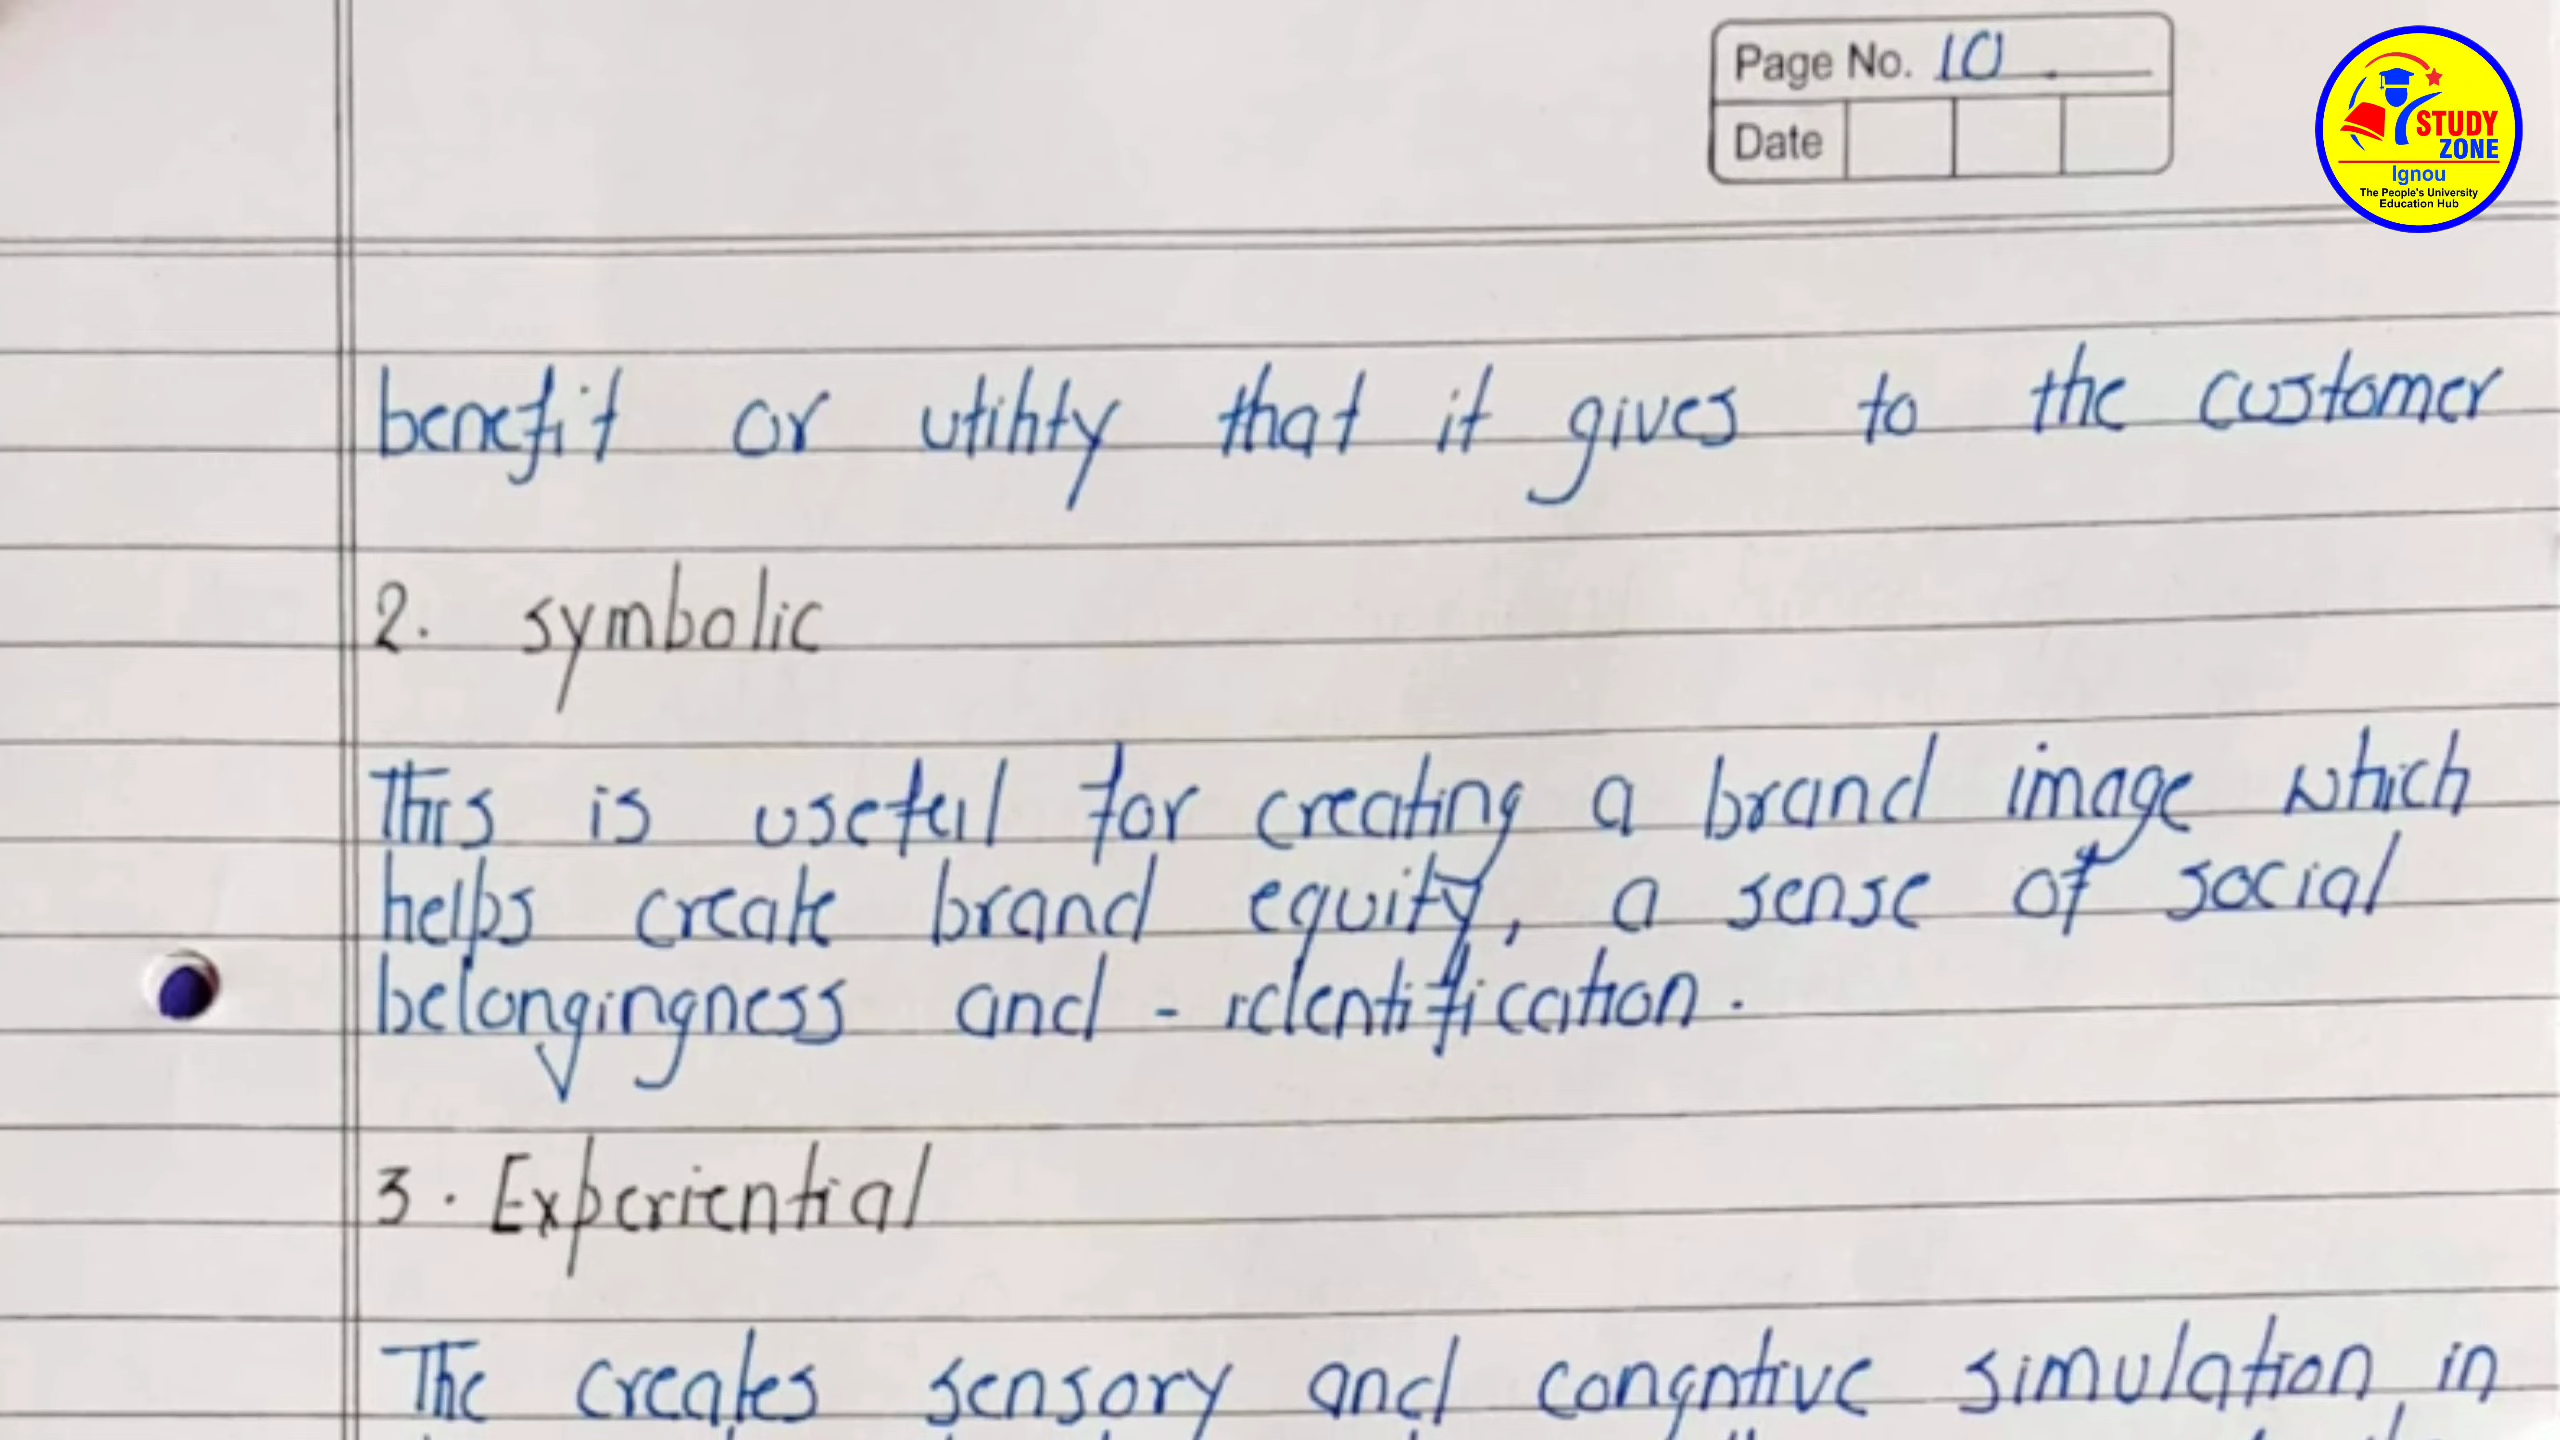 Page No. 10
Date
STUDY
ZONE
Ignou
The People's University
Education Hub
benefit or utility that it gives to the customer
2. symbolic
This is useful for creating a brand image which
helps create brand equity, a sense of social
belongingness and - identification.
3. Experiential
The creates sensory and congntive simulation in